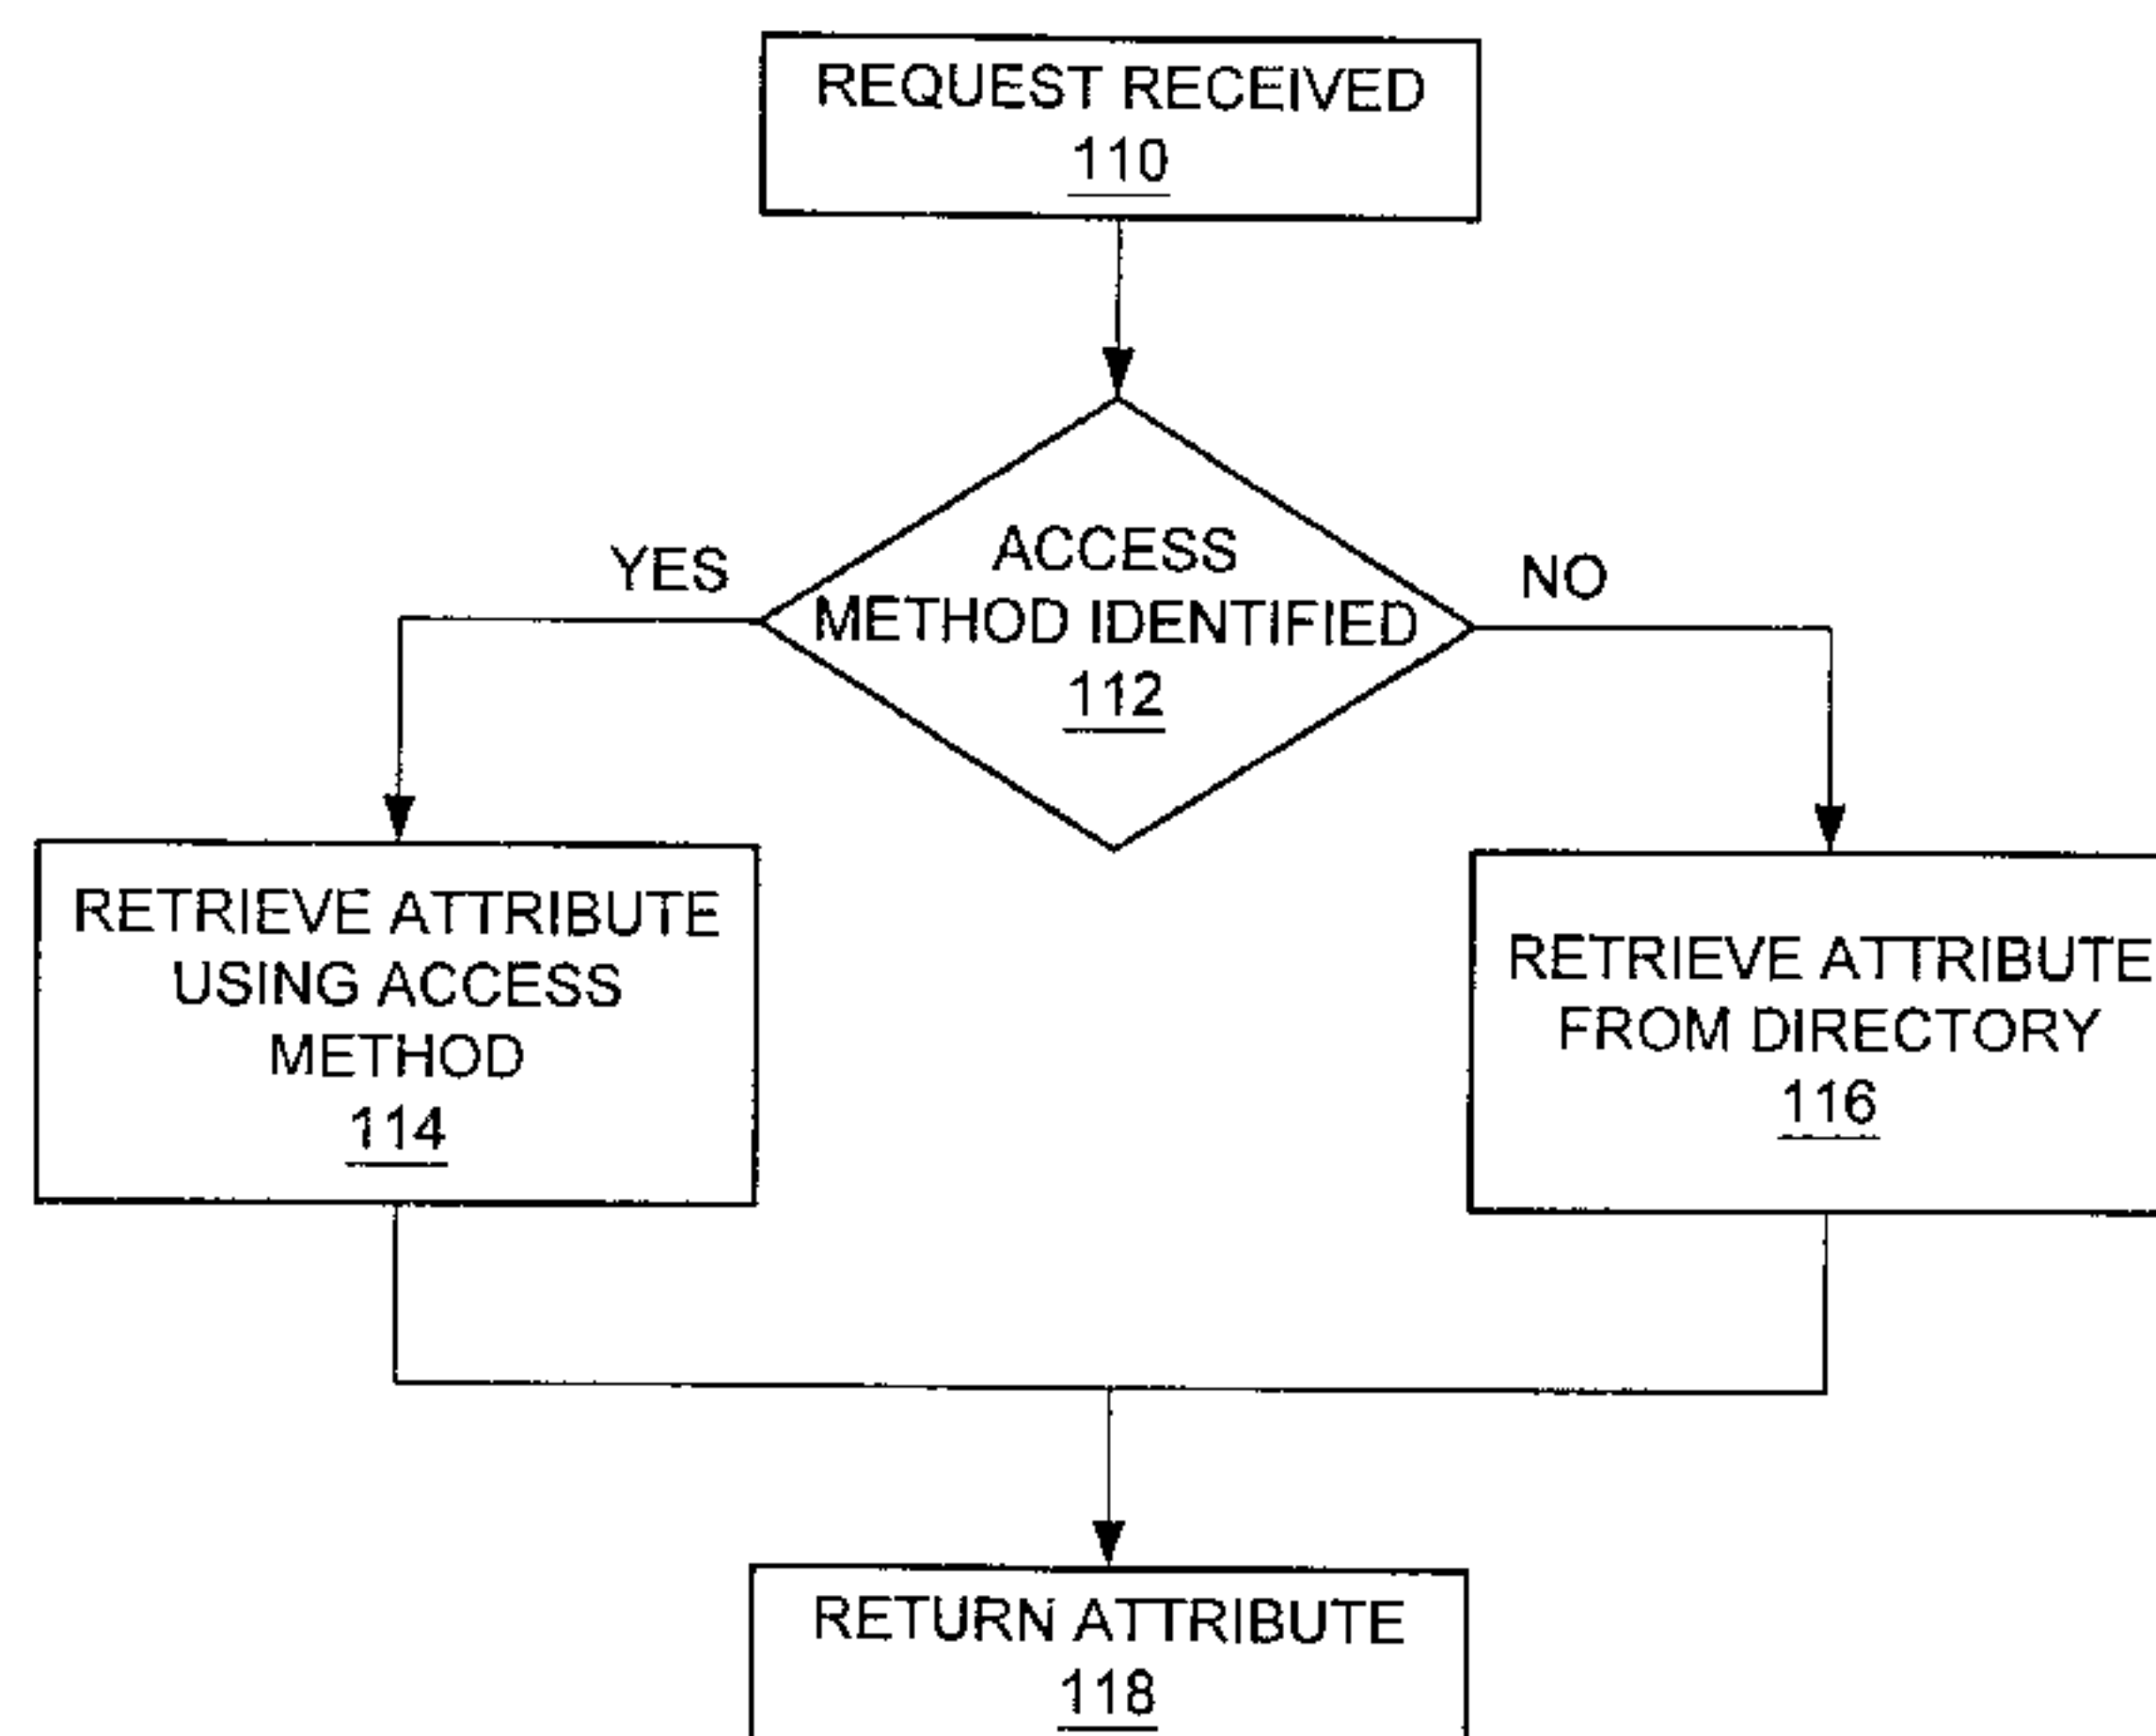 REQUEST RECEIVED
110
ACCESS
METHOD IDENTIFIED
112
YES
NO
RETRIEVE ATTRIBUTE
USING ACCESS
METHOD
114
RETRIEVE ATTRIBUTE
FROM DIRECTORY
116
RETURN ATTRIBUTE
118